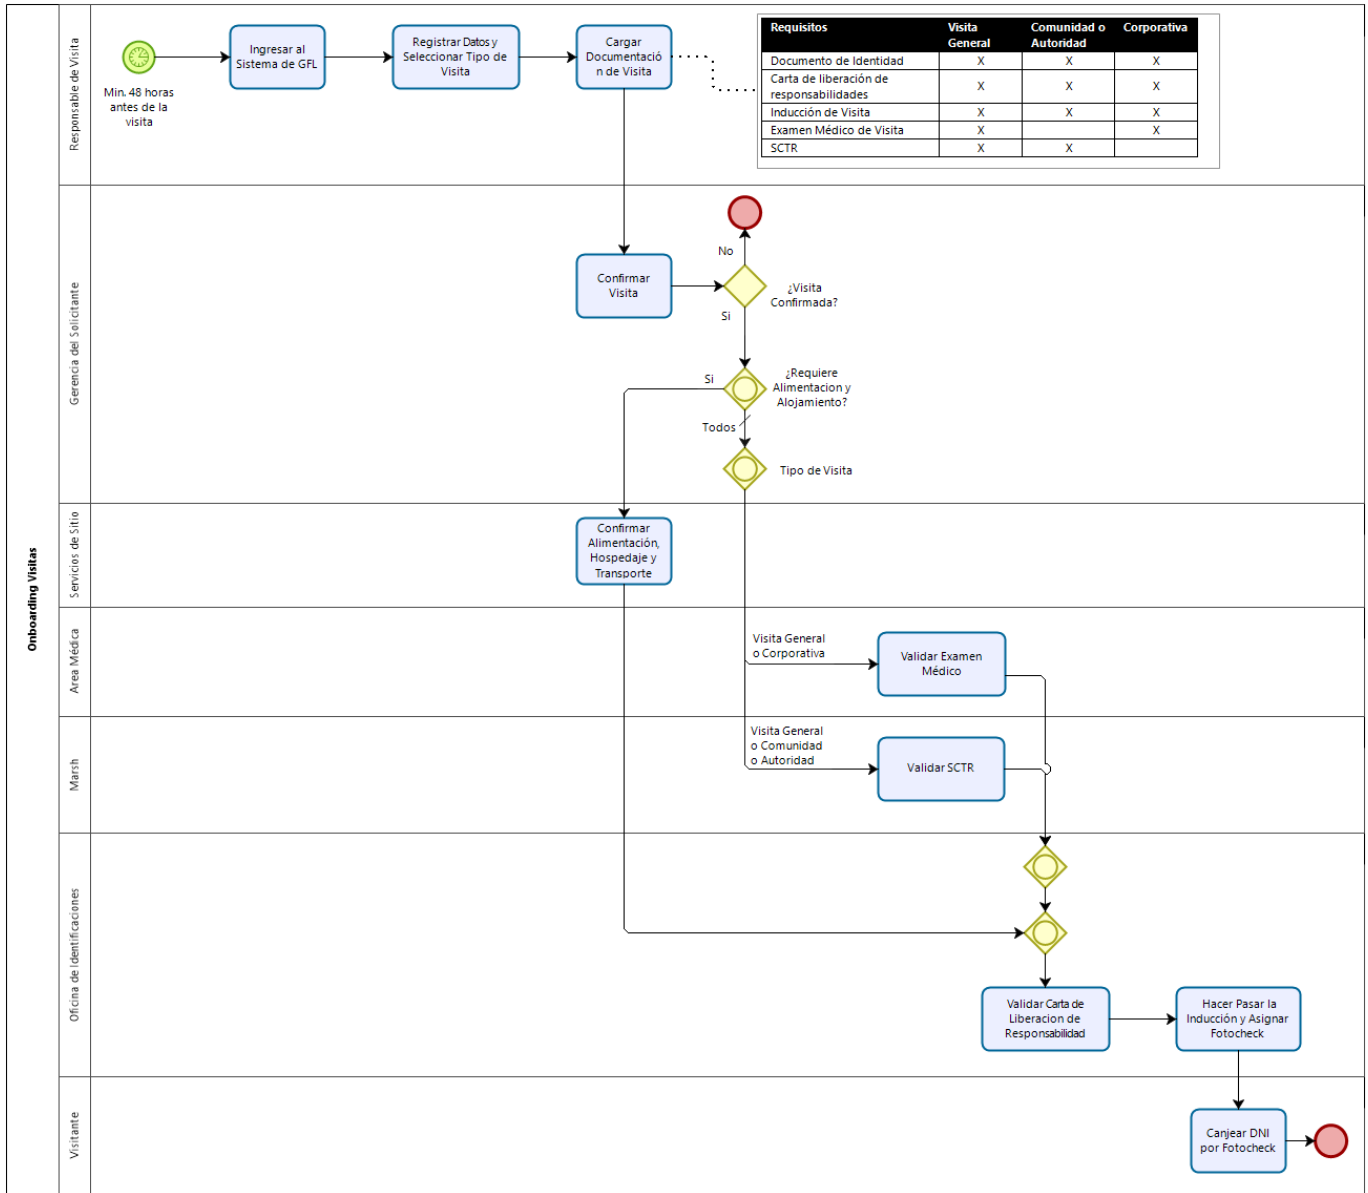 Onboarding Visitas
Responsable de Visita
Min. 48 horas
antes de la
visita
Ingresar al
Sistema de GFL
Registrar Datos y
Seleccionar Tipo de
Visita
Cargar
Documentació
n de Visita
Requisitos Visita General Comunidad o Autoridad Corporativa
Documento de Identidad X X X
Carta de liberación de
responsabilidades X X X
Inducción de Visita X X X
Examen Médico de Visita X X
SCTR X X
Gerencia del Solicitante
Confirmar
Visita
No
¿Visita
Confirmada?
Si
¿Requiere
Alimentacion y
Alojamiento?
Si
Todos
Tipo de Visita
Servicios de Sitio
Confirmar
Alimentación,
Hospedaje y
Transporte
Area Médica
Visita General
o Corporativa
Validar Examen
Médico
Marsh
Visita General
o Comunidad
o Autoridad
Validar SCTR
Oficina de Identificaciones
Validar Carta de
Liberacion de
Responsabilidad
Hacer Pasar la
Inducción y Asignar
Fotocheck
Visitante
Canjear DNI
por Fotocheck